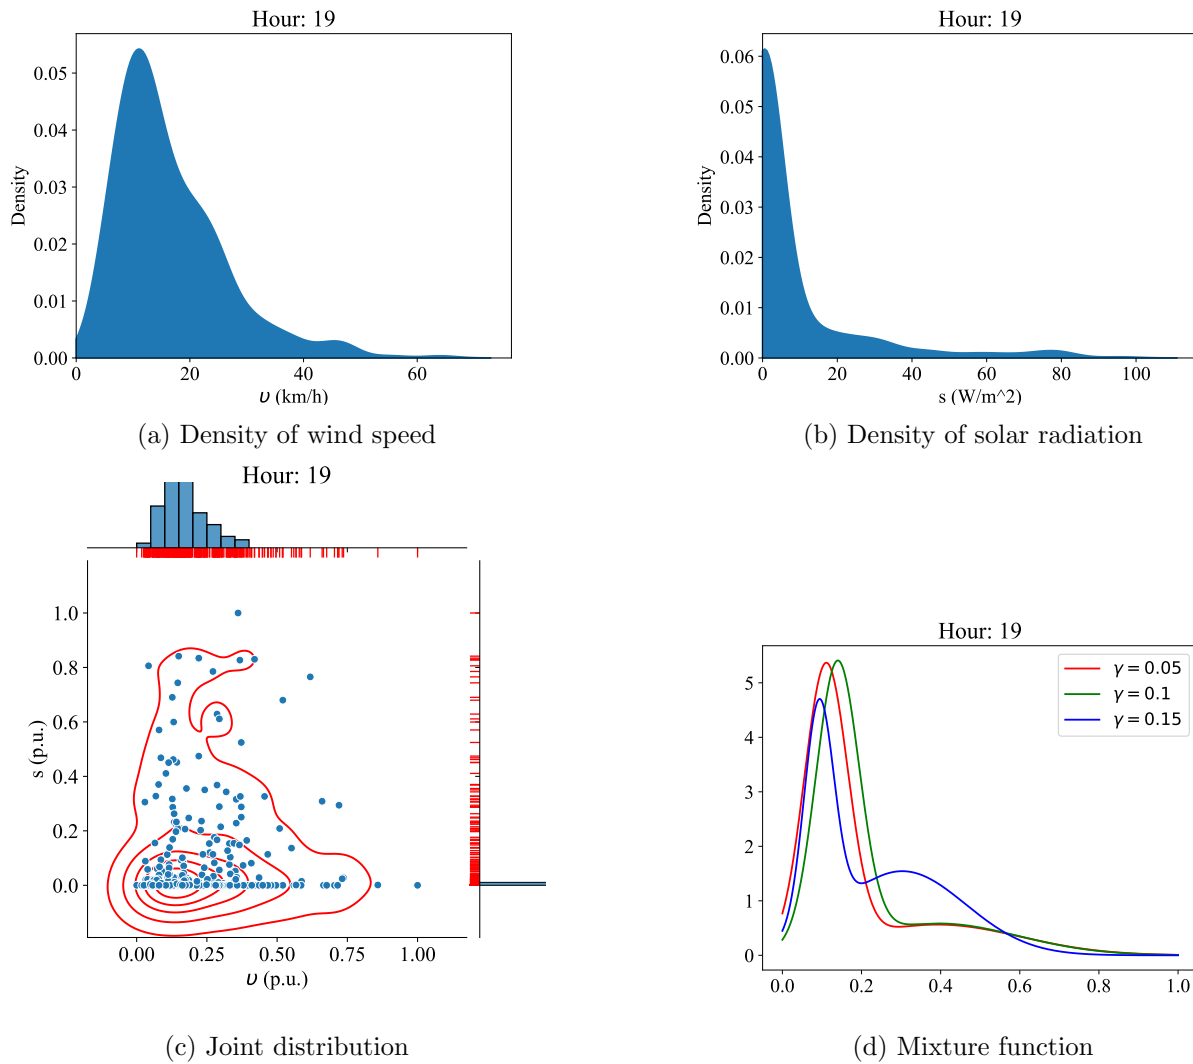 Hour: 19
0.05
0.04
0.03
0.02
0.01
0.00
Density
0 20 40 60
υ (km/h)
(a) Density of wind speed
Hour: 19
0.06
0.05
0.04
0.03
0.02
0.01
0.00
Density
0 20 40 60 80 100
s (W/m^2)
(b) Density of solar radiation
Hour: 19
1.0
0.8
0.6
0.4
0.2
0.0
s (p.u.)
0.00 0.25 0.50 0.75 1.00
υ (p.u.)
(c) Joint distribution
Hour: 19
γ = 0.05
γ = 0.1
γ = 0.15
5
4
3
2
1
0
0.0 0.2 0.4 0.6 0.8 1.0
(d) Mixture function